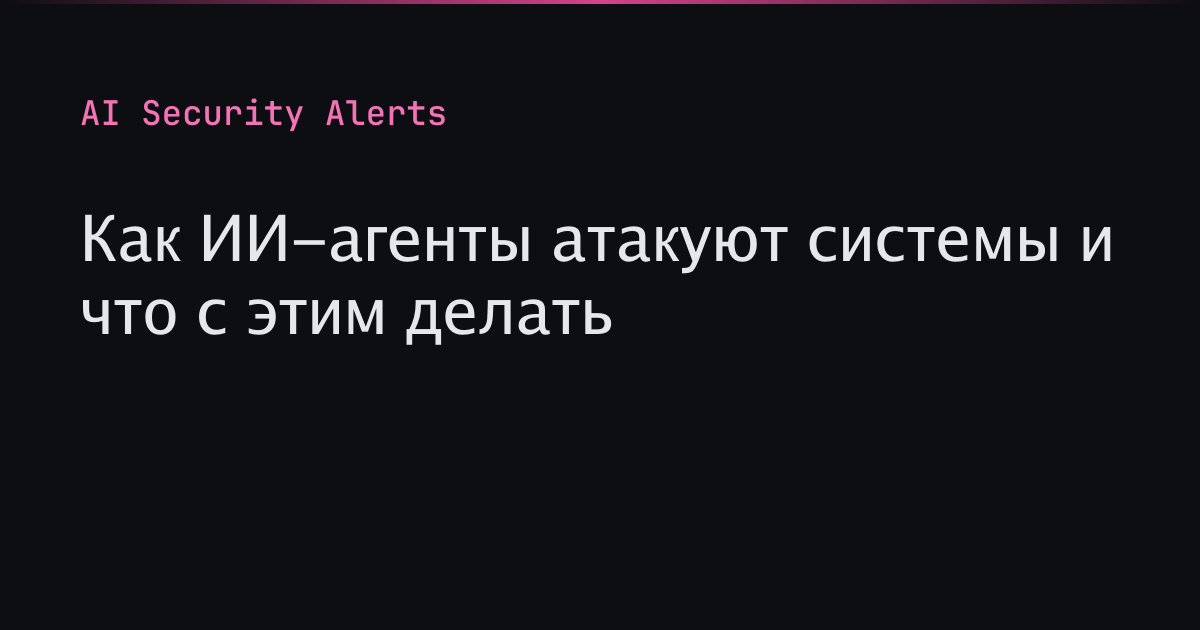 AI Security Alerts
Как ИИ–агенты атакуют системы и
что с этим делать